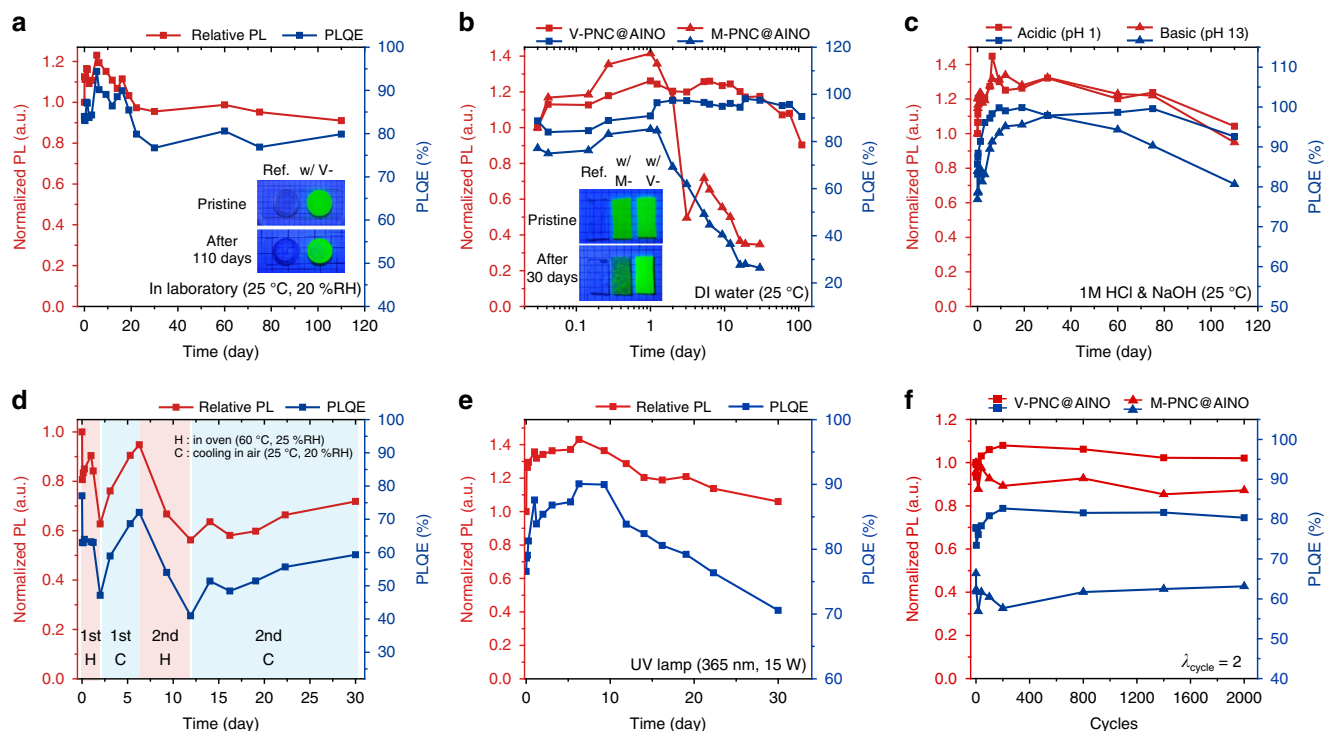 a
Relative PL
PLQE
Normalized PL (a.u.)
1.2
1.0
0.8
0.6
0.4
0.2
0.0
Ref. w/ V-
Pristine
After
110 days
In laboratory (25 °C, 20 %RH)
100
90
80
70
60
50
40
PLQE (%)
0 20 40 60 80 100 120
Time (day)
b
V-PNC@AlNO
M-PNC@AlNO
Normalized PL (a.u.)
1.4
1.2
1.0
0.8
0.6
0.4
0.2
0.0
Ref. w/ w/
M- V-
Pristine
After
30 days
DI water (25 °C)
120
100
80
60
40
20
PLQE (%)
0.1 1 10 100
Time (day)
c
Acidic (pH 1)
Basic (pH 13)
Normalized PL (a.u.)
1.4
1.2
1.0
0.8
0.6
0.4
0.2
0.0
1M HCl & NaOH (25 °C)
110
100
90
80
70
60
50
PLQE (%)
0 20 40 60 80 100 120
Time (day)
d
Relative PL
PLQE
Normalized PL (a.u.)
1.0
0.8
0.6
0.4
0.2
0.0
H : in oven (60 °C, 25 %RH)
C : cooling in air (25 °C, 20 %RH)
1st 1st 2nd 2nd
H C H C
100
90
80
70
60
50
40
30
PLQE (%)
0 5 10 15 20 25 30
Time (day)
e
Relative PL
PLQE
Normalized PL (a.u.)
1.4
1.2
1.0
0.8
0.6
0.4
0.2
0.0
UV lamp (365 nm, 15 W)
100
90
80
70
60
PLQE (%)
0 5 10 15 20 25 30
Time (day)
f
V-PNC@AlNO
M-PNC@AlNO
Normalized PL (a.u.)
1.2
1.0
0.8
0.6
0.4
0.2
0.0
λcycle = 2
100
90
80
70
60
50
40
PLQE (%)
0 400 800 1200 1600 2000
Cycles